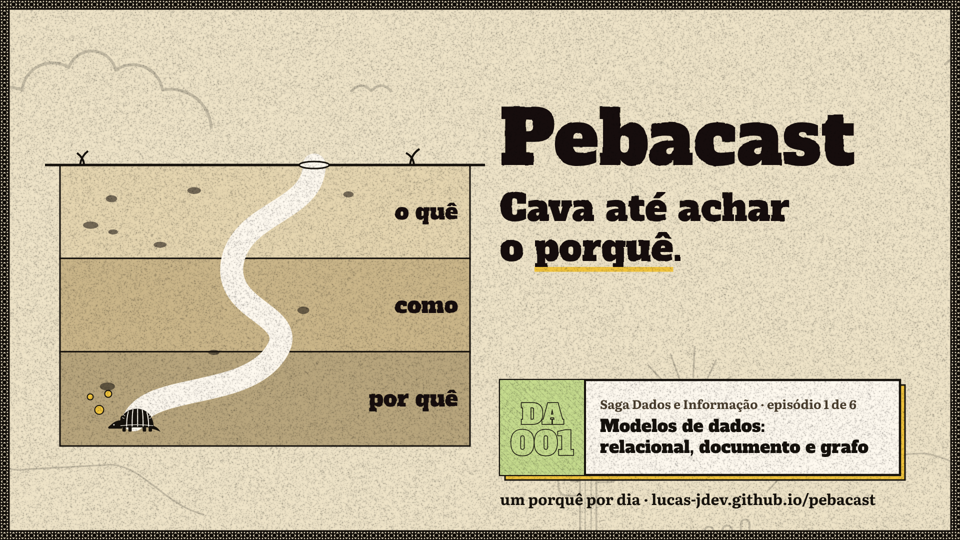 Pebacast
Cava até achar
o porquê.
o quê
como
por quê
DA
001
Saga Dados e Informação · episódio 1 de 6
Modelos de dados:
relacional, documento e grafo
um porquê por dia · lucas-jdev.github.io/pebacast